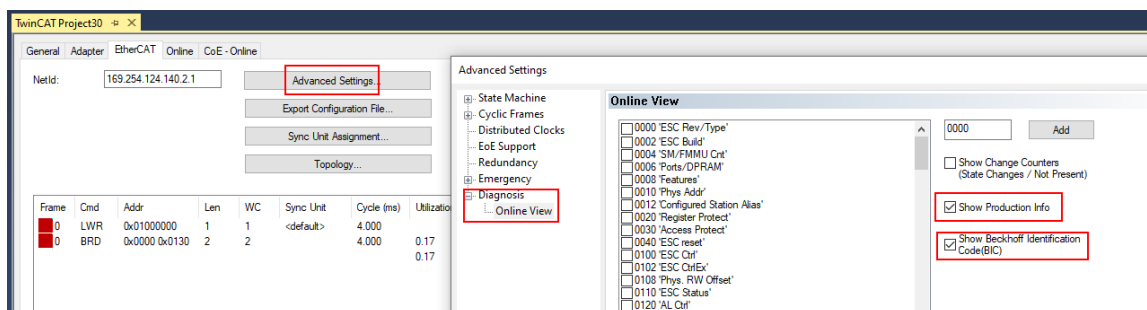 TwinCAT Project30
General Adapter EtherCAT Online CoE - Online
NetId: 169.254.124.140.2.1
Advanced Settings...
Export Configuration File...
Sync Unit Assignment...
Topology...
Frame Cmd Addr Len WC Sync Unit Cycle (ms)
0 LWR 0x01000000 1 1 <default> 4.000
0 BRD 0x0000 0x0130 2 2 4.000 0.17
0.17
Advanced Settings
State Machine
Cyclic Frames
Distributed Clocks
EoE Support
Redundancy
Emergency
Diagnosis
Online View
Online View
0000 'ESC Rev/Type'
0002 'ESC Build'
0004 'SM/FMMU Cnt'
0006 'Ports/DPRAM'
0008 'Features'
0010 'Phys Addr'
0012 'Configured Station Alias'
0020 'Register Protect'
0030 'Access Protect'
0040 'ESC reset'
0100 'ESC Ctrl'
0102 'ESC CtrlEx'
0108 'Phys. RW Offset'
0110 'ESC Status'
0120 'AL Ctrl'
0000 Add
Show Change Counters
(State Changes / Not Present)
Show Production Info
Show Beckhoff Identification
Code(BIC)